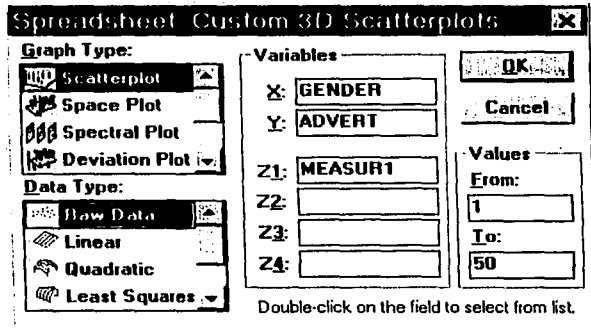 Spreadsheet Custom 3D Scatterplots
Graph Type:
Scatterplot
Space Plot
Spectral Plot
Deviation Plot
Data Type:
Raw Data
Linear
Quadratic
Least Squares
Variables
X: GENDER
Y: ADVERT
Z1: MEASUR1
Z2:
Z3:
Z4:
OK
Cancel
Values
From:
1
To:
50
Double-click on the field to select from list.